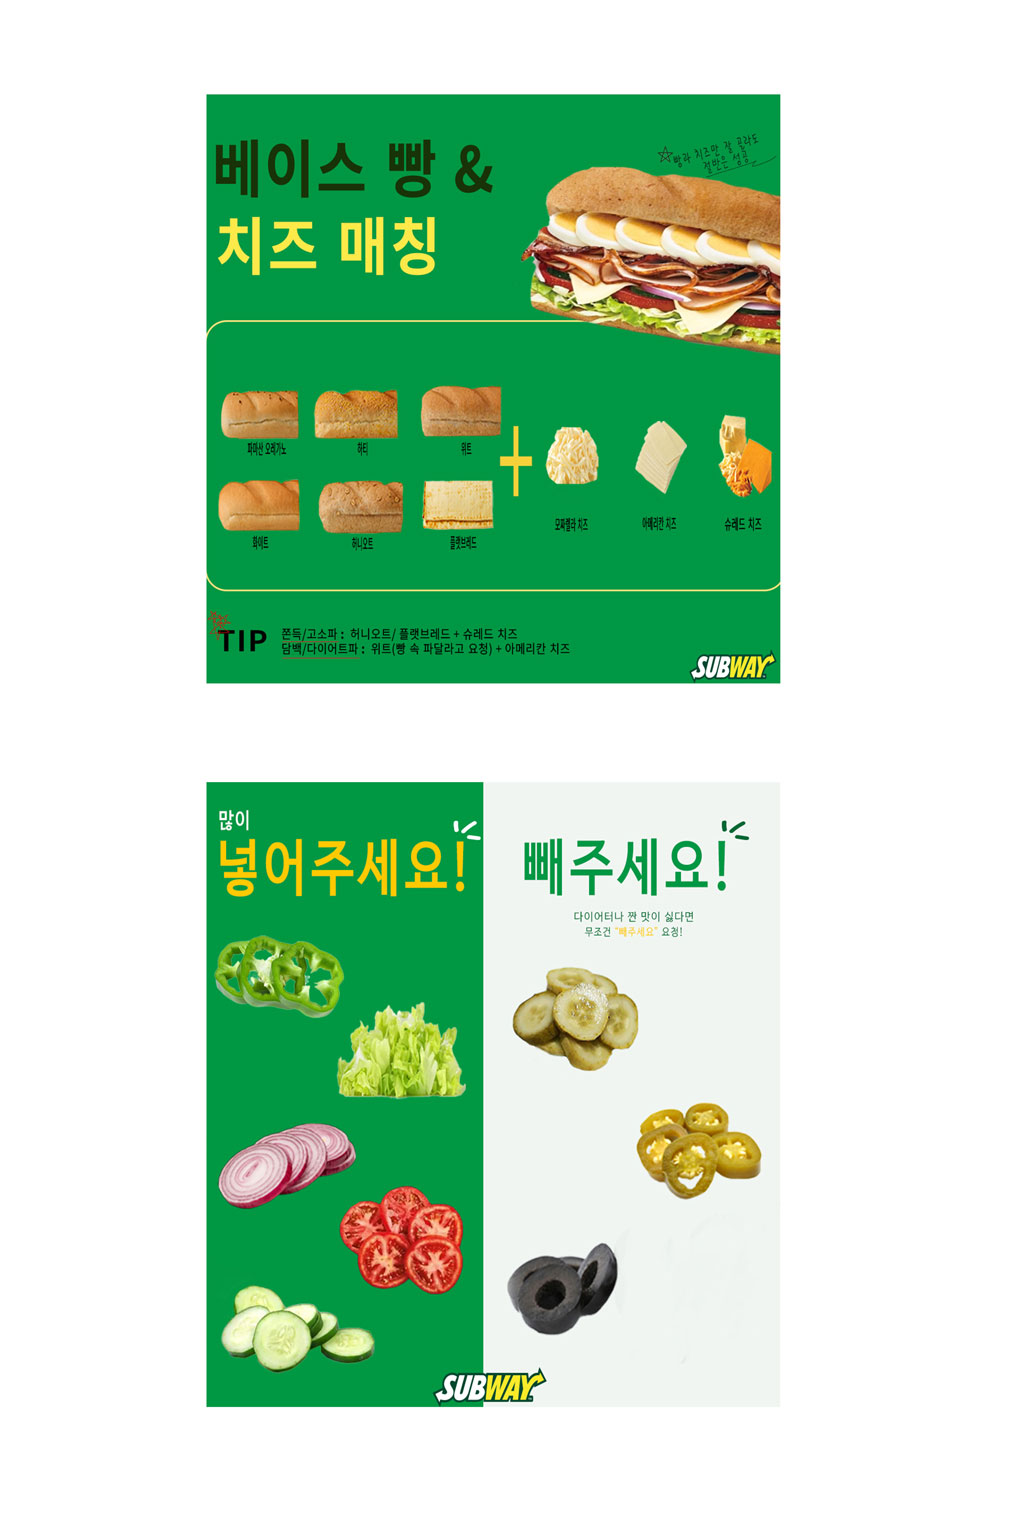 베이스 빵 &
치즈 매칭
☆빵과 치즈만 잘 골라도
절반은 성공
파마산 오레가노
하티
위트
모짜렐라 치즈
아메리칸 치즈
슈레드 치즈
화이트
허니오트
플랫브레드
TIP
쫀득/고소파 : 허니오트/ 플랫브레드 + 슈레드 치즈
담백/다이어트파 : 위트(빵 속 파달라고 요청) + 아메리칸 치즈
SUBWAY
많이
넣어주세요!
빼주세요!
다이어터나 짠 맛이 싫다면
무조건 "빼주세요" 요청!
SUBWAY